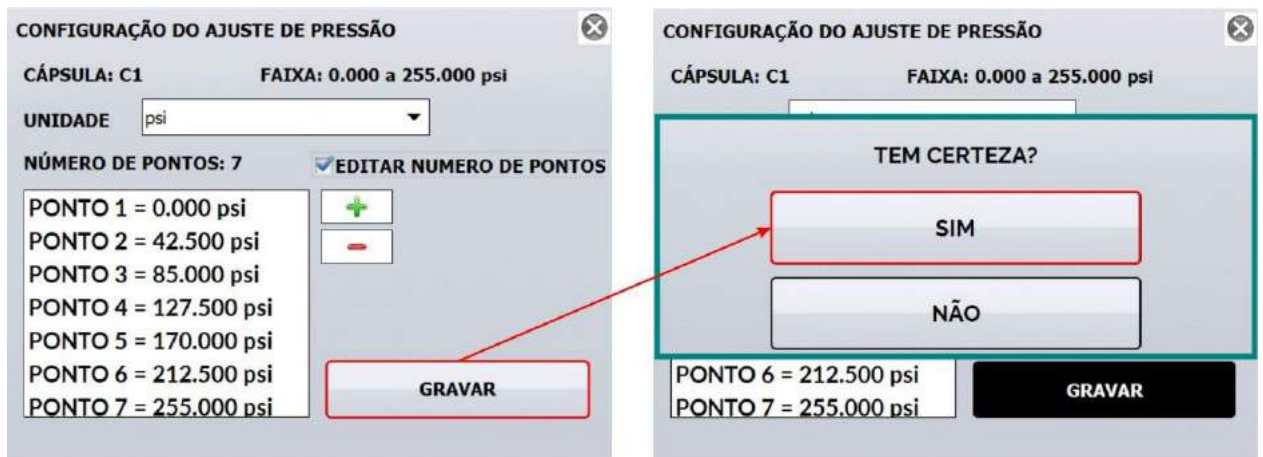 CONFIGURAÇÃO DO AJUSTE DE PRESSÃO
CÁPSULA: C1 FAIXA: 0.000 a 255.000 psi
UNIDADE psi
NÚMERO DE PONTOS: 7 EDITAR NUMERO DE PONTOS
PONTO 1 = 0.000 psi
PONTO 2 = 42.500 psi
PONTO 3 = 85.000 psi
PONTO 4 = 127.500 psi
PONTO 5 = 170.000 psi
PONTO 6 = 212.500 psi
PONTO 7 = 255.000 psi
GRAVAR
CONFIGURAÇÃO DO AJUSTE DE PRESSÃO
CÁPSULA: C1 FAIXA: 0.000 a 255.000 psi
TEM CERTEZA?
SIM
NÃO
PONTO 6 = 212.500 psi
PONTO 7 = 255.000 psi
GRAVAR